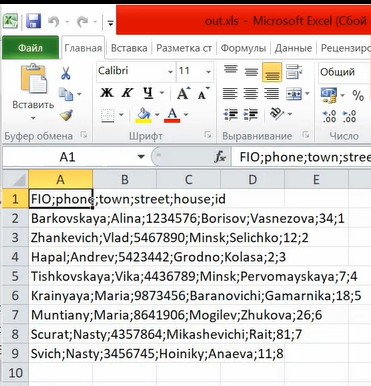 out.xls - Microsoft Excel (Сбой
Файл Главная Вставка Разметка ст Формулы Данные Рецензиро
Вставить
Calibri 11
Ж К Ч
Общий
%
Буфер обмена Шрифт Выравнивание Число
A1 fx FIO;phone;town;stree
A B C D E
1 FIO;phone;town;street;house;id
2 Barkovskaya;Alina;1234576;Borisov;Vasnezova;34;1
3 Zhankevich;Vlad;5467890;Minsk;Selichko;12;2
4 Hapal;Andrev;5423442;Grodno;Kolasa;2;3
5 Tishkovskaya;Vika;4436789;Minsk;Pervomayskaya;7;4
6 Krainyaya;Maria;9873456;Baranovichi;Gamarnika;18;5
7 Muntiany;Maria;8641906;Mogilev;Zhukova;26;6
8 Scurat;Nasty;4357864;Mikashevichi;Rait;81;7
9 Svich;Nasty;3456745;Hoiniky;Anaeva;11;8
10